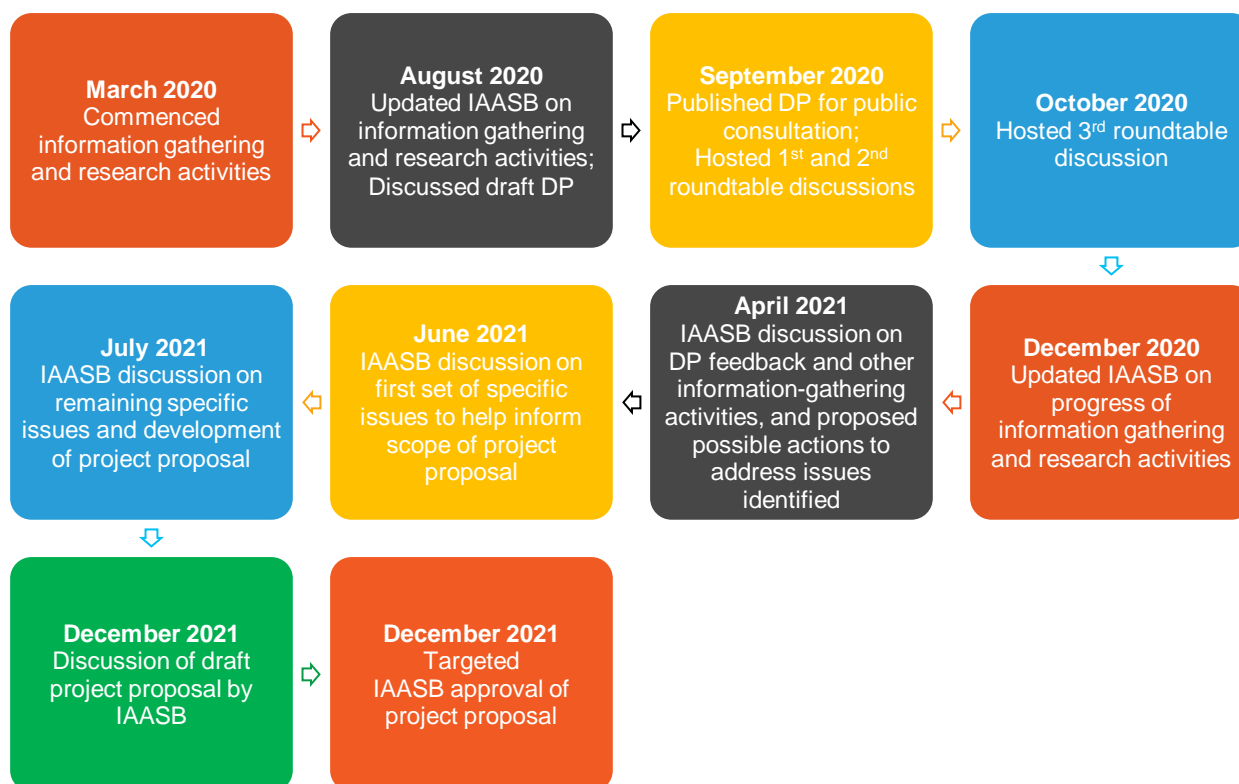 March 2020
Commenced
information gathering
and research activities
August 2020
Updated IAASB on
information gathering
and research activities;
Discussed draft DP
September 2020
Published DP for public
consultation;
Hosted 1st and 2nd
roundtable discussions
October 2020
Hosted 3rd roundtable
discussion
December 2020
Updated IAASB on
progress of
information gathering
and research activities
April 2021
IAASB discussion on
DP feedback and other
information-gathering
activities, and proposed
possible actions to
address issues
identified
June 2021
IAASB discussion on
first set of specific
issues to help inform
scope of project
proposal
July 2021
IAASB discussion on
remaining specific
issues and development
of project proposal
December 2021
Discussion of draft
project proposal by
IAASB
December 2021
Targeted
IAASB approval of
project proposal